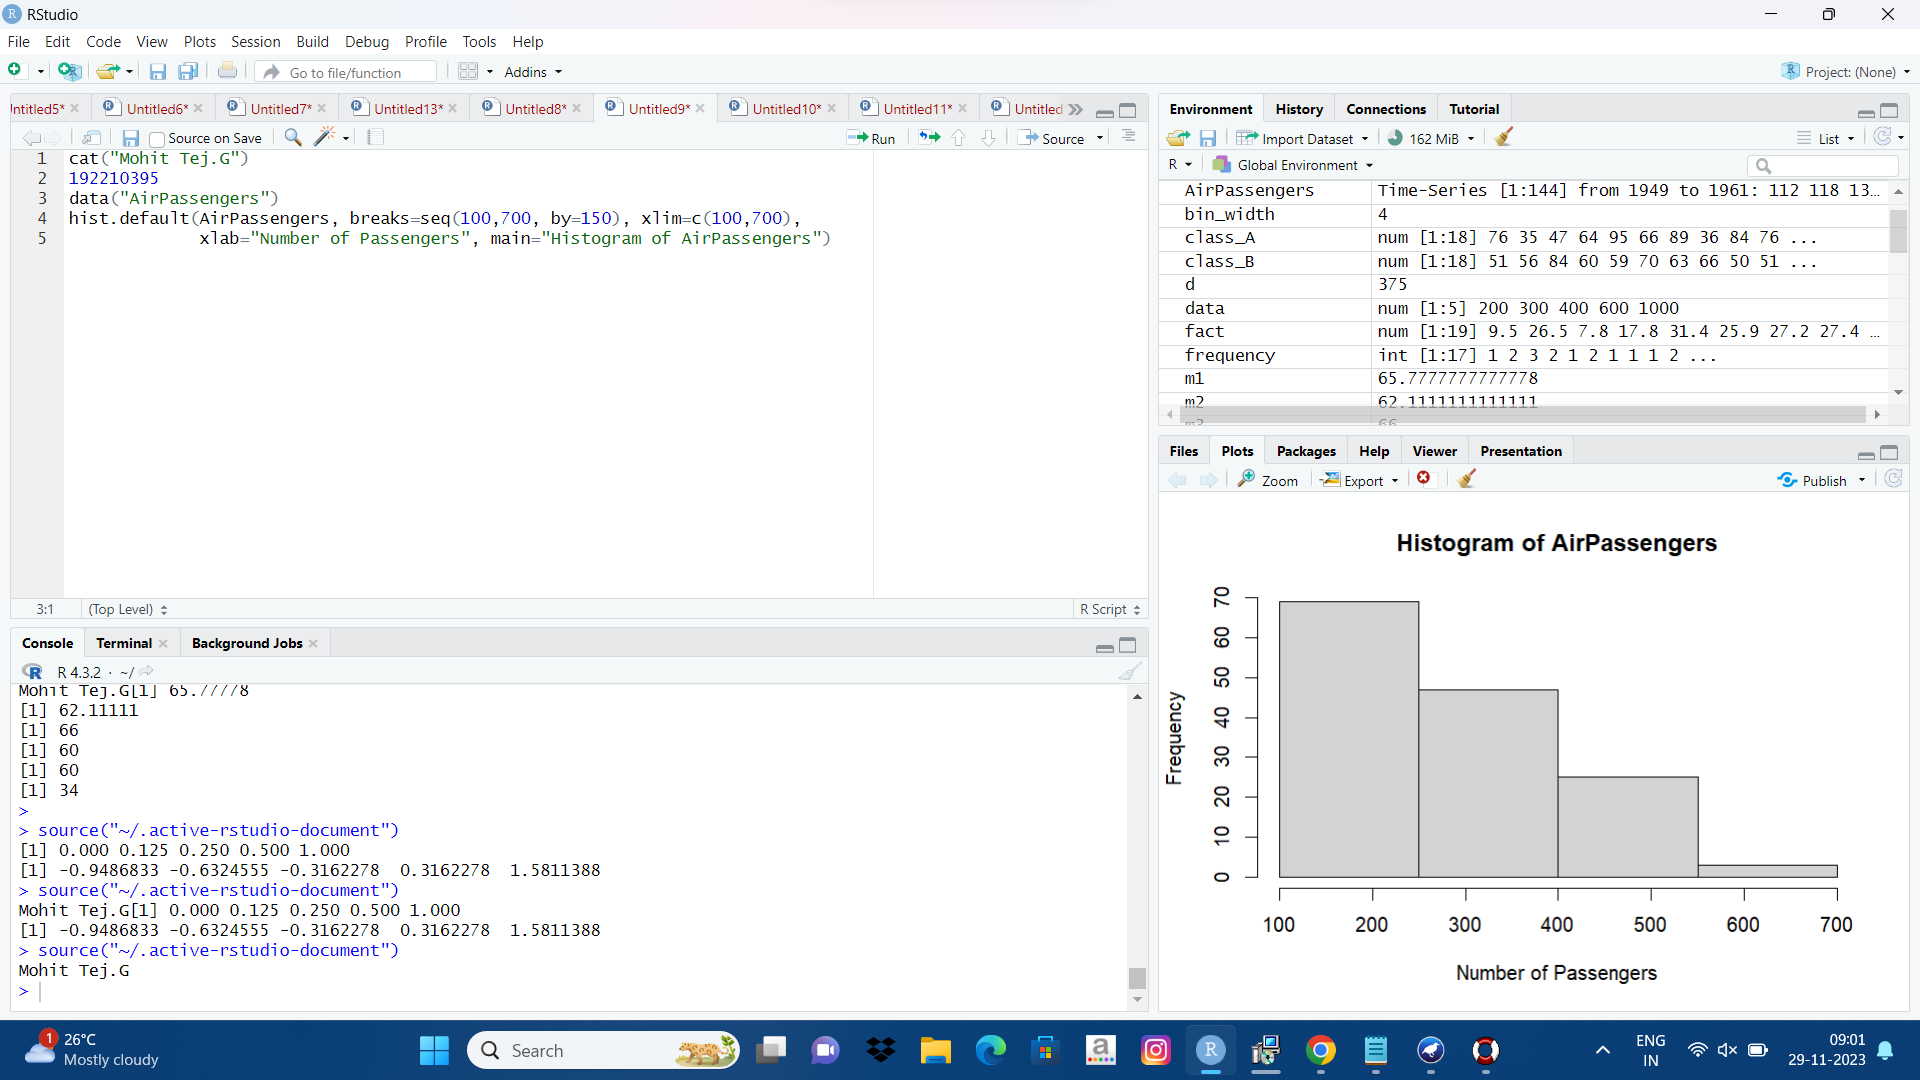 RStudio
File Edit Code View Plots Session Build Debug Profile Tools Help
Go to file/function Addins Project: (None)
ntitled5* Untitled6* Untitled7* Untitled13* Untitled8* Untitled9* Untitled10* Untitled11* Untitled
Source on Save Run Source
1 cat("Mohit Tej.G")
2 192210395
3 data("AirPassengers")
4 hist.default(AirPassengers, breaks=seq(100,700, by=150), xlim=c(100,700),
5 xlab="Number of Passengers", main="Histogram of AirPassengers")
3:1 (Top Level) R Script
Console Terminal Background Jobs
R 4.3.2 · ~/
Mohit Tej.G[1] 65.77778
[1] 62.11111
[1] 66
[1] 60
[1] 60
[1] 34
>
> source("~/.active-rstudio-document")
[1] 0.000 0.125 0.250 0.500 1.000
[1] -0.9486833 -0.6324555 -0.3162278 0.3162278 1.5811388
> source("~/.active-rstudio-document")
Mohit Tej.G[1] 0.000 0.125 0.250 0.500 1.000
[1] -0.9486833 -0.6324555 -0.3162278 0.3162278 1.5811388
> source("~/.active-rstudio-document")
Mohit Tej.G
>
Environment History Connections Tutorial
Import Dataset 162 MiB List
R Global Environment
AirPassengers Time-Series [1:144] from 1949 to 1961: 112 118 13…
bin_width 4
class_A num [1:18] 76 35 47 64 95 66 89 36 84 76 ...
class_B num [1:18] 51 56 84 60 59 70 63 66 50 51 ...
d 375
data num [1:5] 200 300 400 600 1000
fact num [1:19] 9.5 26.5 7.8 17.8 31.4 25.9 27.2 27.4 …
frequency int [1:17] 1 2 3 2 1 2 1 1 1 2 ...
m1 65.7777777777778
m2 62.1111111111111
m3 66
Files Plots Packages Help Viewer Presentation
Zoom Export Publish
Histogram of AirPassengers
Frequency
70
60
50
40
30
20
10
0
100 200 300 400 500 600 700
Number of Passengers
1 26°C
Mostly cloudy
Search
ENG
IN
09:01
29-11-2023